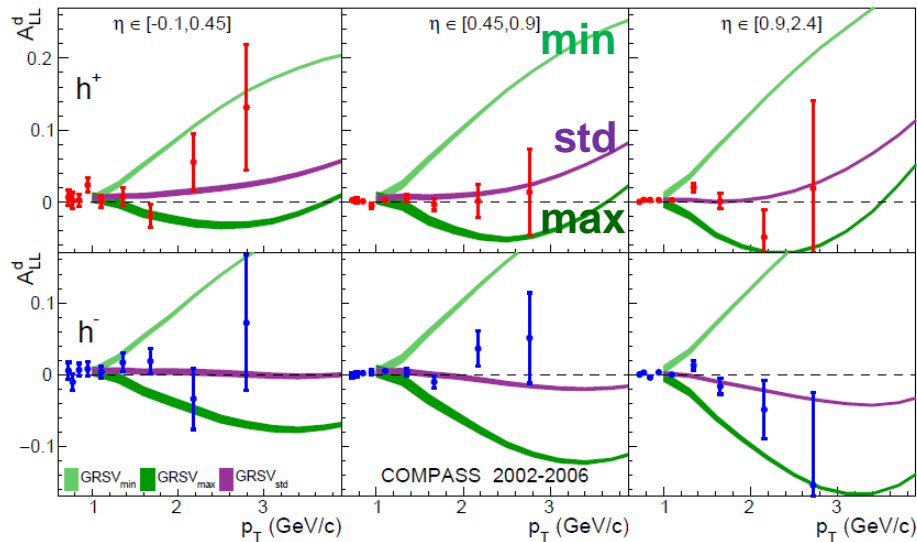 A_LL^d
η ∈ [-0.1,0.45]
η ∈ [0.45,0.9]
η ∈ [0.9,2.4]
min
h⁺
std
max
0.2
0.1
0
A_LL^d
h⁻
0.1
0
−0.1
GRSV_min GRSV_max GRSV_std
COMPASS 2002-2006
1 2 3
1 2 3
1 2 3
p_T (GeV/c)
p_T (GeV/c)
p_T (GeV/c)